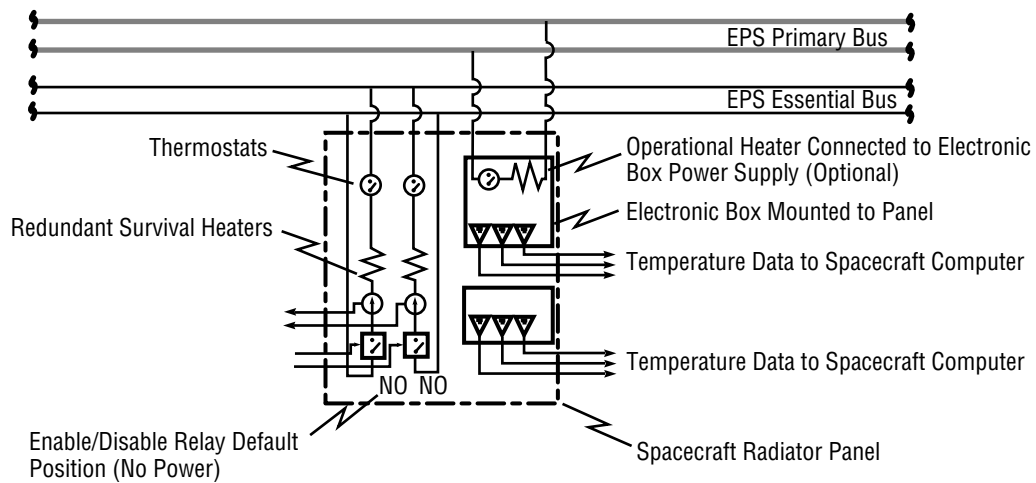 EPS Primary Bus
EPS Essential Bus
Thermostats
Operational Heater Connected to Electronic
Box Power Supply (Optional)
Electronic Box Mounted to Panel
Redundant Survival Heaters
Temperature Data to Spacecraft Computer
Temperature Data to Spacecraft Computer
NO NO
Enable/Disable Relay Default
Position (No Power)
Spacecraft Radiator Panel